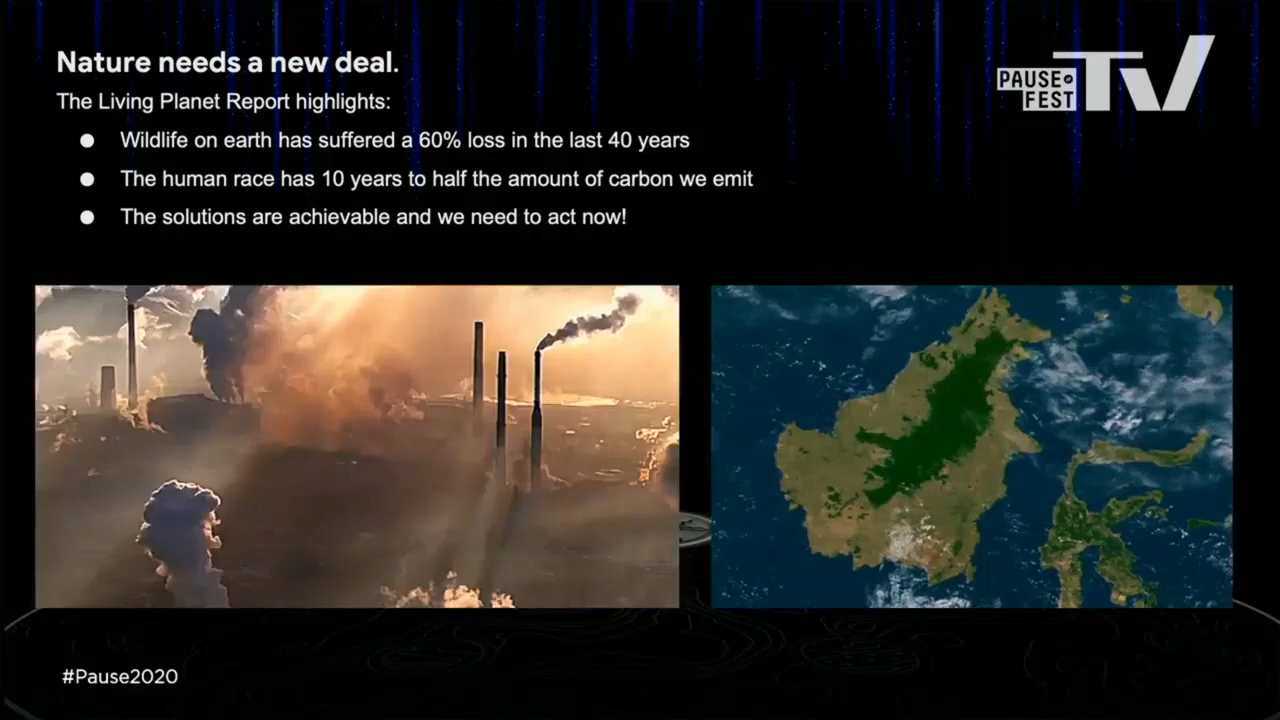 Nature needs a new deal.
The Living Planet Report highlights:
● Wildlife on earth has suffered a 60% loss in the last 40 years
● The human race has 10 years to half the amount of carbon we emit
● The solutions are achievable and we need to act now!
PAUSE
FEST
TV
#Pause2020